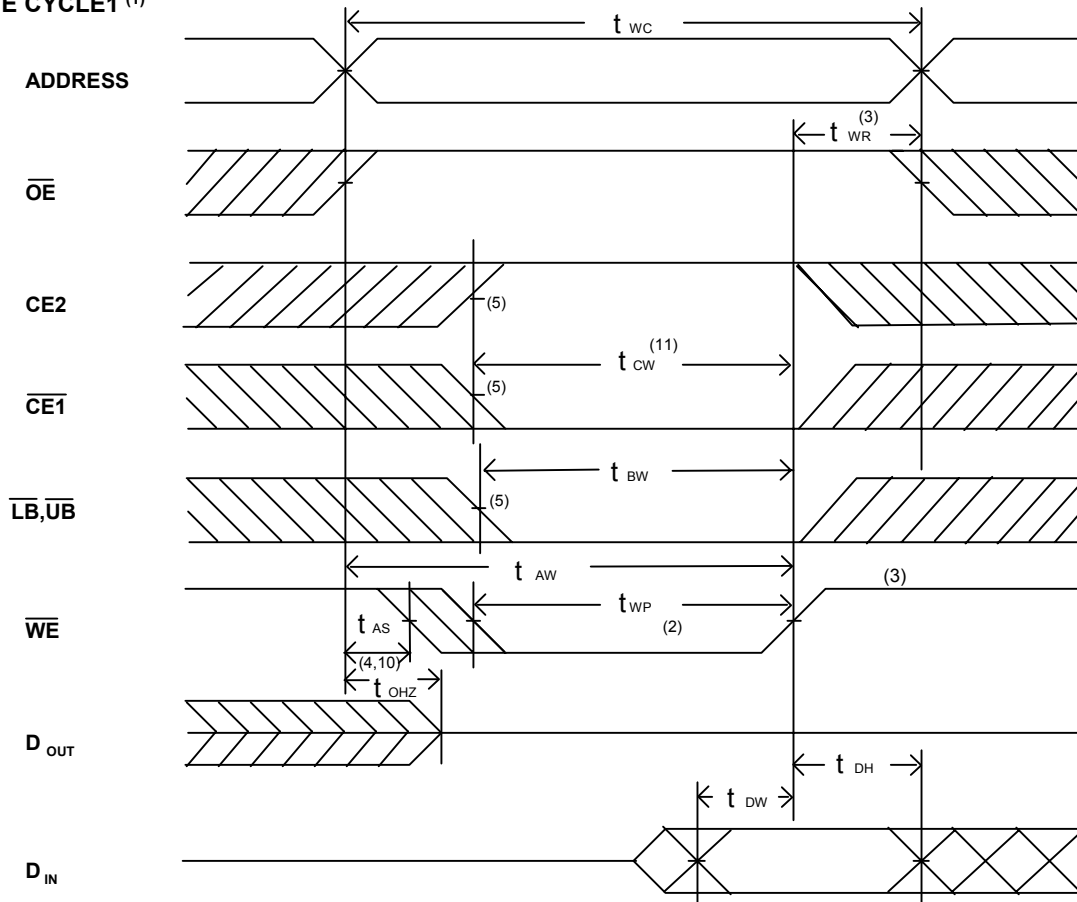 E CYCLE1 (1)
t WC
ADDRESS
t WR (3)
OE
CE2
(5)
t CW (11)
CE1
(5)
t BW
LB,UB
(5)
t AW
(3)
WE
t WP
(2)
t AS
(4,10)
t OHZ
D OUT
t DH
t DW
D IN